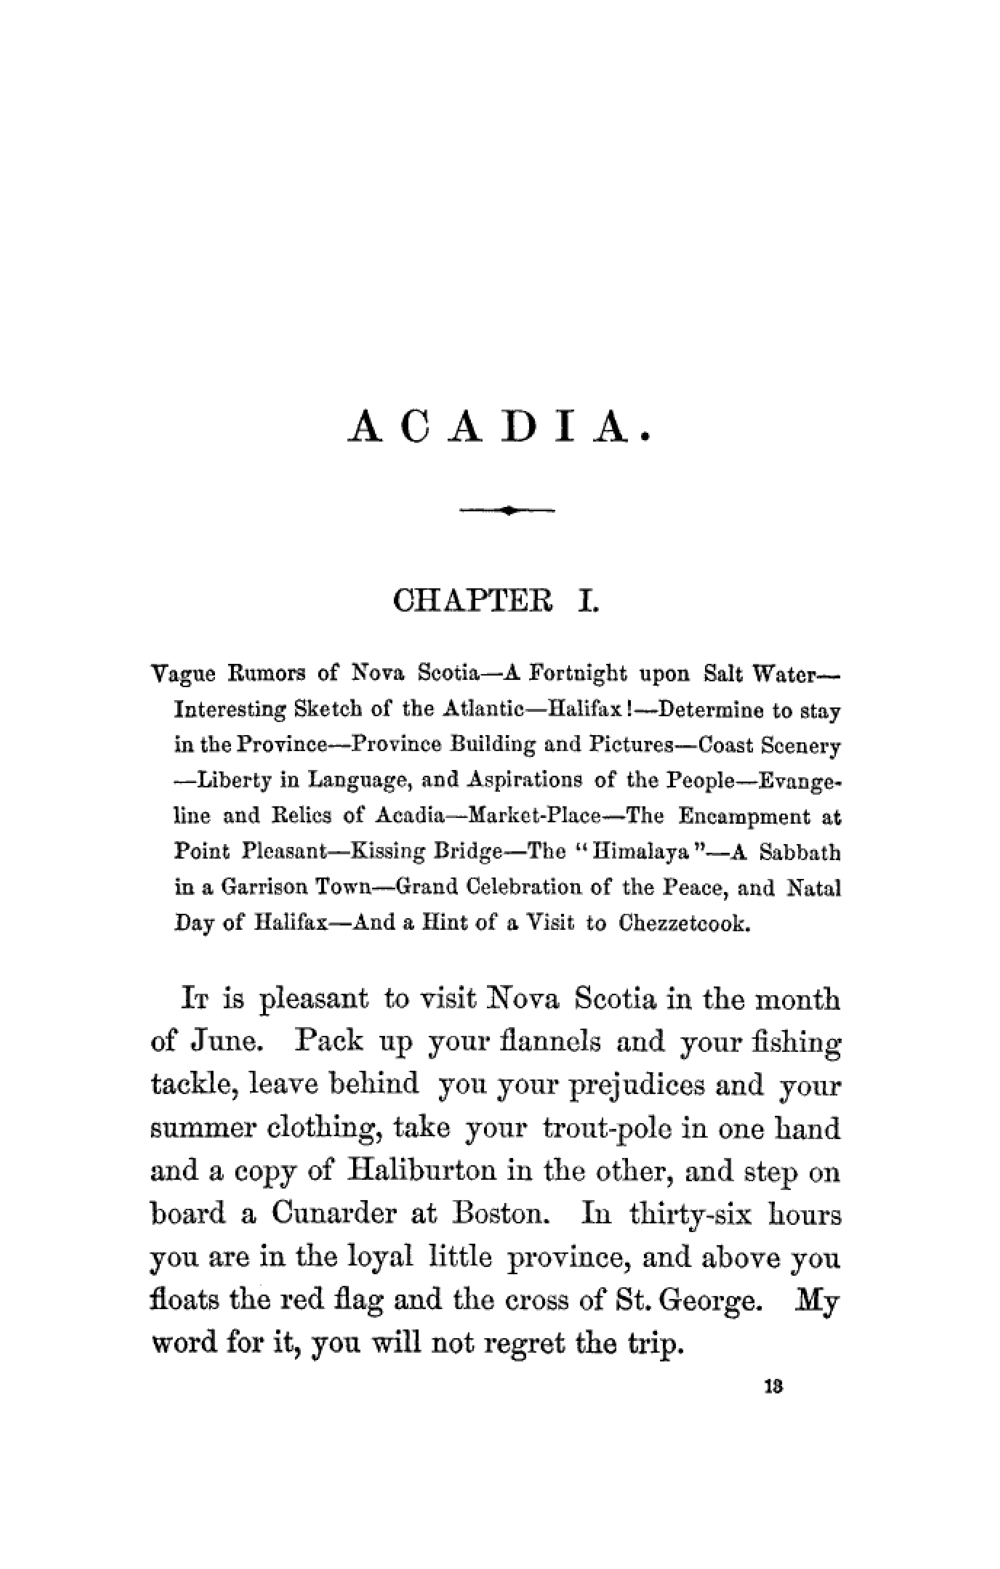 ACADIA.
CHAPTER I.
Vague Rumors of Nova Scotia—A Fortnight upon Salt Water—
Interesting Sketch of the Atlantic—Halifax!—Determine to stay
in the Province—Province Building and Pictures—Coast Scenery
—Liberty in Language, and Aspirations of the People—Evange-
line and Relics of Acadia—Market-Place—The Encampment at
Point Pleasant—Kissing Bridge—The “Himalaya”—A Sabbath
in a Garrison Town—Grand Celebration of the Peace, and Natal
Day of Halifax—And a Hint of a Visit to Chezzetcook.
IT is pleasant to visit Nova Scotia in the month
of June. Pack up your flannels and your fishing
tackle, leave behind you your prejudices and your
summer clothing, take your trout-pole in one hand
and a copy of Haliburton in the other, and step on
board a Cunarder at Boston. In thirty-six hours
you are in the loyal little province, and above you
floats the red flag and the cross of St. George. My
word for it, you will not regret the trip.
13